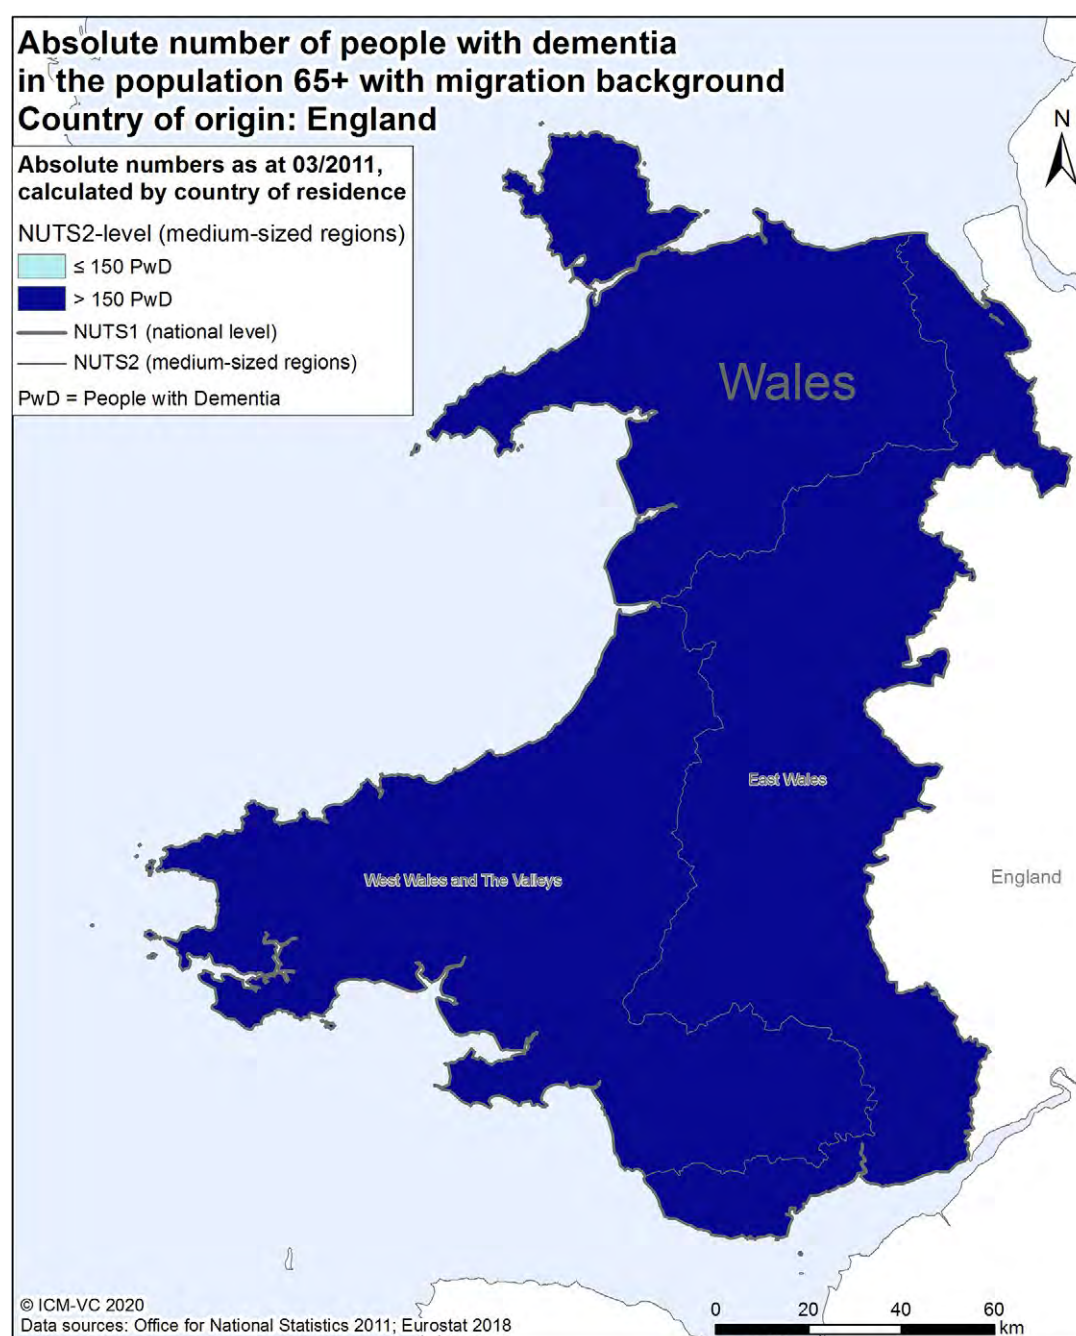 Absolute number of people with dementia
in the population 65+ with migration background
Country of origin: England
Absolute numbers as at 03/2011,
calculated by country of residence
NUTS2-level (medium-sized regions)
≤ 150 PwD
> 150 PwD
NUTS1 (national level)
NUTS2 (medium-sized regions)
PwD = People with Dementia
N
Wales
East Wales
West Wales and The Valleys
England
© ICM-VC 2020
Data sources: Office for National Statistics 2011; Eurostat 2018
0 20 40 60
km